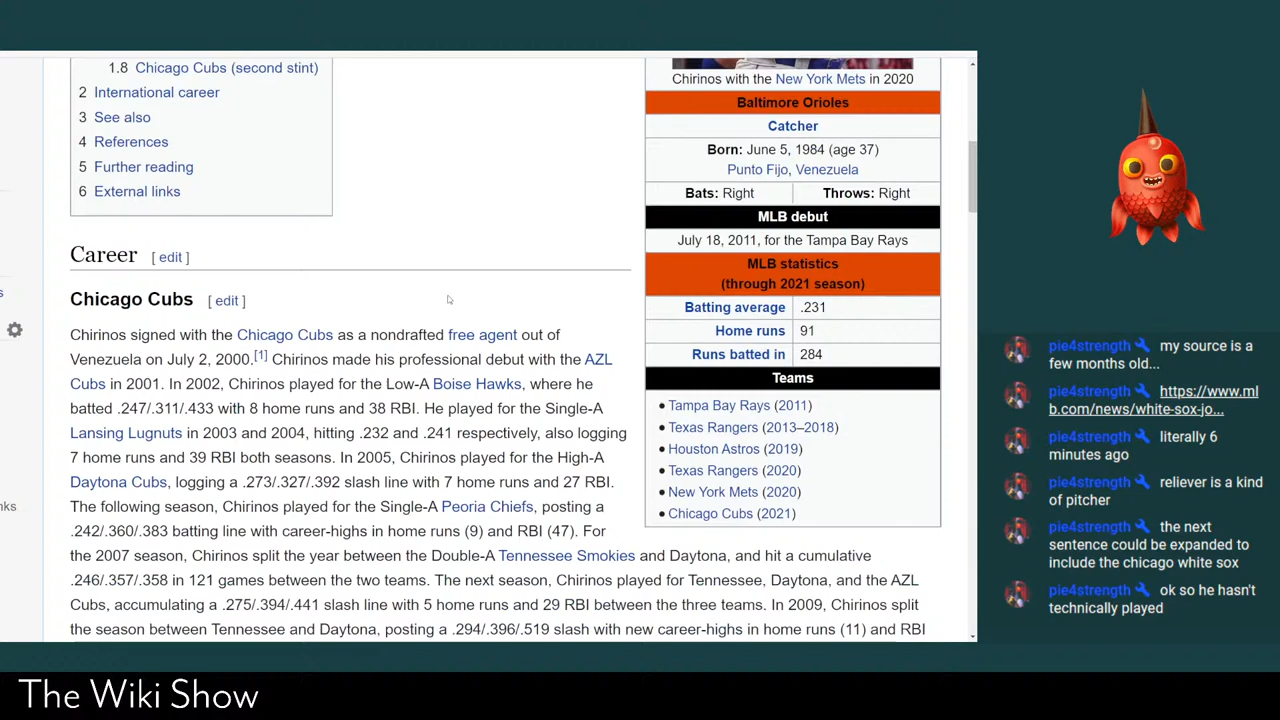 1.8 Chicago Cubs (second stint)
2 International career
3 See also
4 References
5 Further reading
6 External links
Career [ edit ]
Chicago Cubs [ edit ]
Chirinos signed with the Chicago Cubs as a nondrafted free agent out of
Venezuela on July 2, 2000.[1] Chirinos made his professional debut with the AZL
Cubs in 2001. In 2002, Chirinos played for the Low-A Boise Hawks, where he
batted .247/.311/.433 with 8 home runs and 38 RBI. He played for the Single-A
Lansing Lugnuts in 2003 and 2004, hitting .232 and .241 respectively, also logging
7 home runs and 39 RBI both seasons. In 2005, Chirinos played for the High-A
Daytona Cubs, logging a .273/.327/.392 slash line with 7 home runs and 27 RBI.
The following season, Chirinos played for the Single-A Peoria Chiefs, posting a
.242/.360/.383 batting line with career-highs in home runs (9) and RBI (47). For
the 2007 season, Chirinos split the year between the Double-A Tennessee Smokies and Daytona, and hit a cumulative
.246/.357/.358 in 121 games between the two teams. The next season, Chirinos played for Tennessee, Daytona, and the AZL
Cubs, accumulating a .275/.394/.441 slash line with 5 home runs and 29 RBI between the three teams. In 2009, Chirinos split
the season between Tennessee and Daytona, posting a .294/.396/.519 slash with new career-highs in home runs (11) and RBI
Chirinos with the New York Mets in 2020
Baltimore Orioles
Catcher
Born: June 5, 1984 (age 37)
Punto Fijo, Venezuela
Bats: Right Throws: Right
MLB debut
July 18, 2011, for the Tampa Bay Rays
MLB statistics
(through 2021 season)
Batting average .231
Home runs 91
Runs batted in 284
Teams
• Tampa Bay Rays (2011)
• Texas Rangers (2013–2018)
• Houston Astros (2019)
• Texas Rangers (2020)
• New York Mets (2020)
• Chicago Cubs (2021)
s
nks
pie4strength my source is a
few months old...
pie4strength https://www.ml
b.com/news/white-sox-jo...
pie4strength literally 6
minutes ago
pie4strength reliever is a kind
of pitcher
pie4strength the next
sentence could be expanded to
include the chicago white sox
pie4strength ok so he hasn't
technically played
The Wiki Show